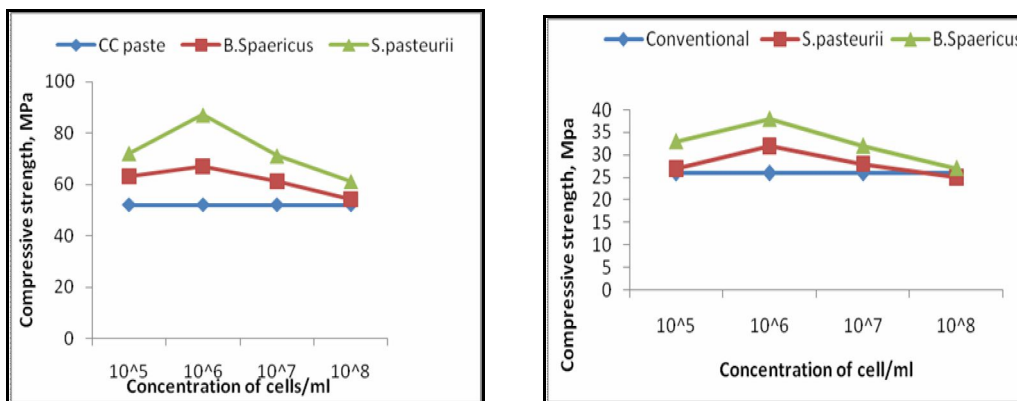 CC paste B.Spaericus S.pasteurii
Compressive strength, MPa
100
80
60
40
20
0
10^5 10^6 10^7 10^8
Concentration of cells/ml
Conventional S.pasteurii B.Spaericus
Compressive strength, Mpa
40
35
30
25
20
15
10
5
0
10^5 10^6 10^7 10^8
Concentration of cell/ml